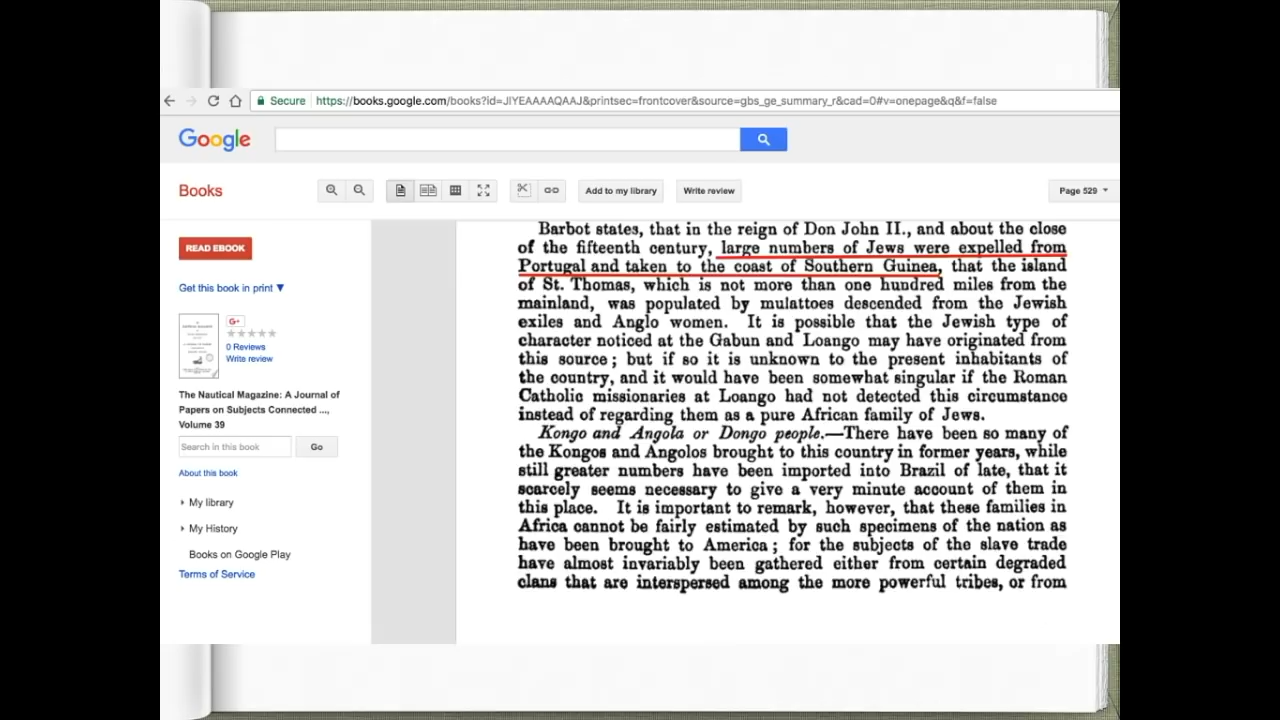 Secure https://books.google.com/books?id=JIYEAAAAQAAJ&printsec=frontcover&source=gbs_ge_summary_r&cad=0#v=onepage&q&f=false
Google
Books
Add to my library
Write review
Page 529
READ EBOOK
Get this book in print
G+
0 Reviews
Write review
The Nautical Magazine: A Journal of
Papers on Subjects Connected ...,
Volume 39
Search in this book
Go
About this book
My library
My History
Books on Google Play
Terms of Service
Barbot states, that in the reign of Don John II., and about the close
of the fifteenth century, large numbers of Jews were expelled from
Portugal and taken to the coast of Southern Guinea, that the island
of St. Thomas, which is not more than one hundred miles from the
mainland, was populated by mulattoes descended from the Jewish
exiles and Anglo women. It is possible that the Jewish type of
character noticed at the Gabun and Loango may have originated from
this source; but if so it is unknown to the present inhabitants of
the country, and it would have been somewhat singular if the Roman
Catholic missionaries at Loango had not detected this circumstance
instead of regarding them as a pure African family of Jews.
Kongo and Angola or Dongo people.—There have been so many of
the Kongos and Angolos brought to this country in former years, while
still greater numbers have been imported into Brazil of late, that it
scarcely seems necessary to give a very minute account of them in
this place. It is important to remark, however, that these families in
Africa cannot be fairly estimated by such specimens of the nation as
have been brought to America; for the subjects of the slave trade
have almost invariably been gathered either from certain degraded
clans that are interspersed among the more powerful tribes, or from